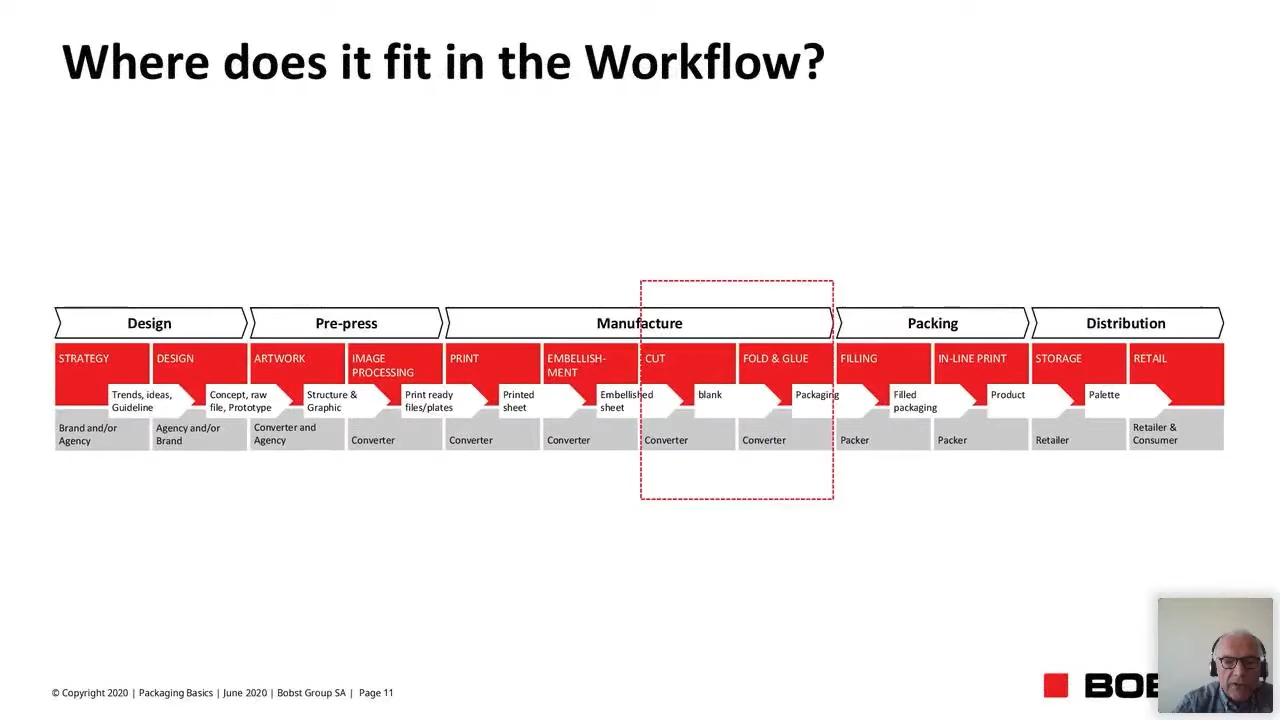 Where does it fit in the Workflow?
Design
Pre-press
Manufacture
Packing
Distribution
STRATEGY
DESIGN
ARTWORK
IMAGE
PROCESSING
PRINT
EMBELLISH-
MENT
CUT
FOLD & GLUE
FILLING
IN-LINE PRINT
STORAGE
RETAIL
Trends, ideas,
Guideline
Concept, raw
file, Prototype
Structure &
Graphic
Print ready
files/plates
Printed
sheet
Embellished
sheet
blank
Packaging
Filled
packaging
Product
Palette
Brand and/or
Agency
Agency and/or
Brand
Converter and
Agency
Converter
Converter
Converter
Converter
Converter
Packer
Packer
Retailer
Retailer &
Consumer
© Copyright 2020 | Packaging Basics | June 2020 | Bobst Group SA | Page 11